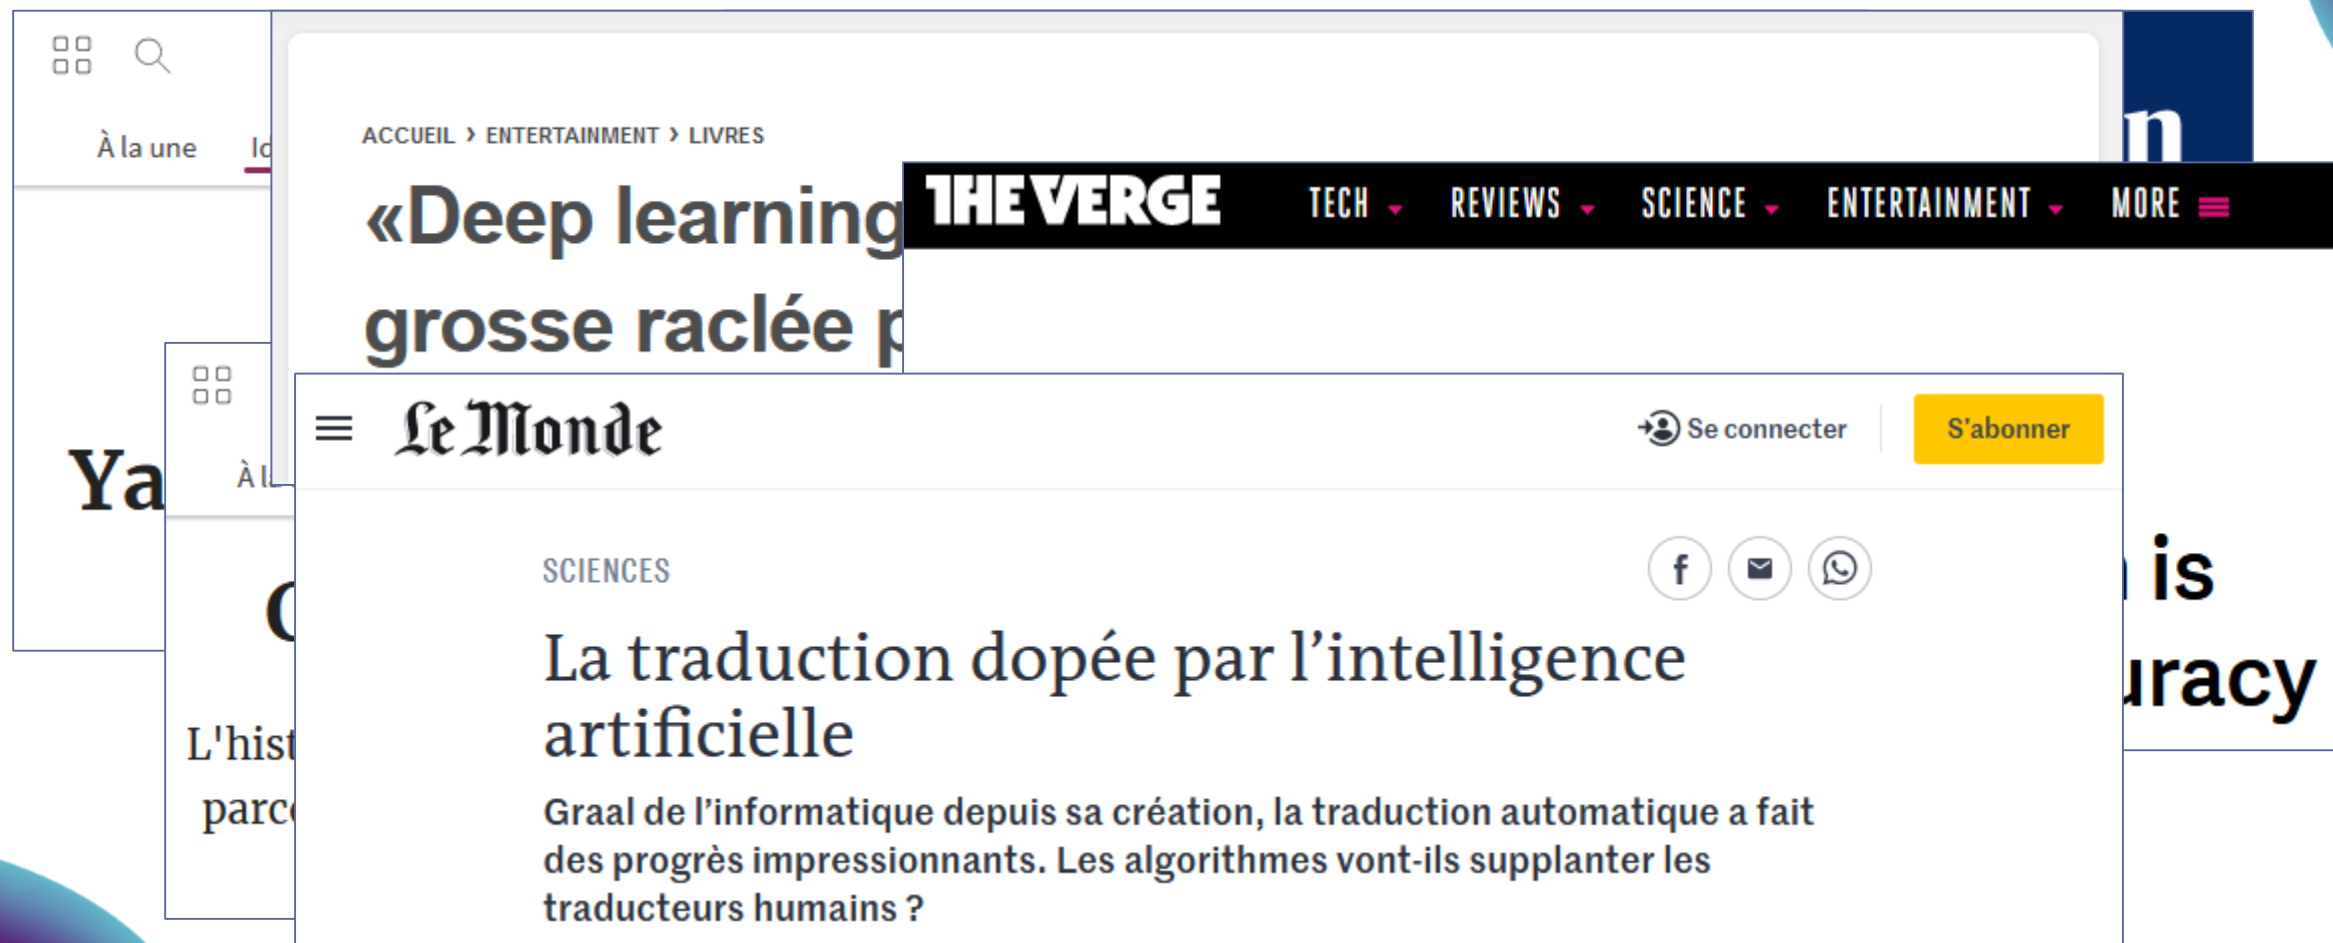 À la une
ACCUEIL › ENTERTAINMENT › LIVRES
«Deep learning
grosse raclée
n
THE VERGE TECH REVIEWS SCIENCE ENTERTAINMENT MORE
is
Le Monde Se connecter S'abonner
SCIENCES
La traduction dopée par l’intelligence
artificielle
Graal de l’informatique depuis sa création, la traduction automatique a fait
des progrès impressionnants. Les algorithmes vont-ils supplanter les
traducteurs humains ?